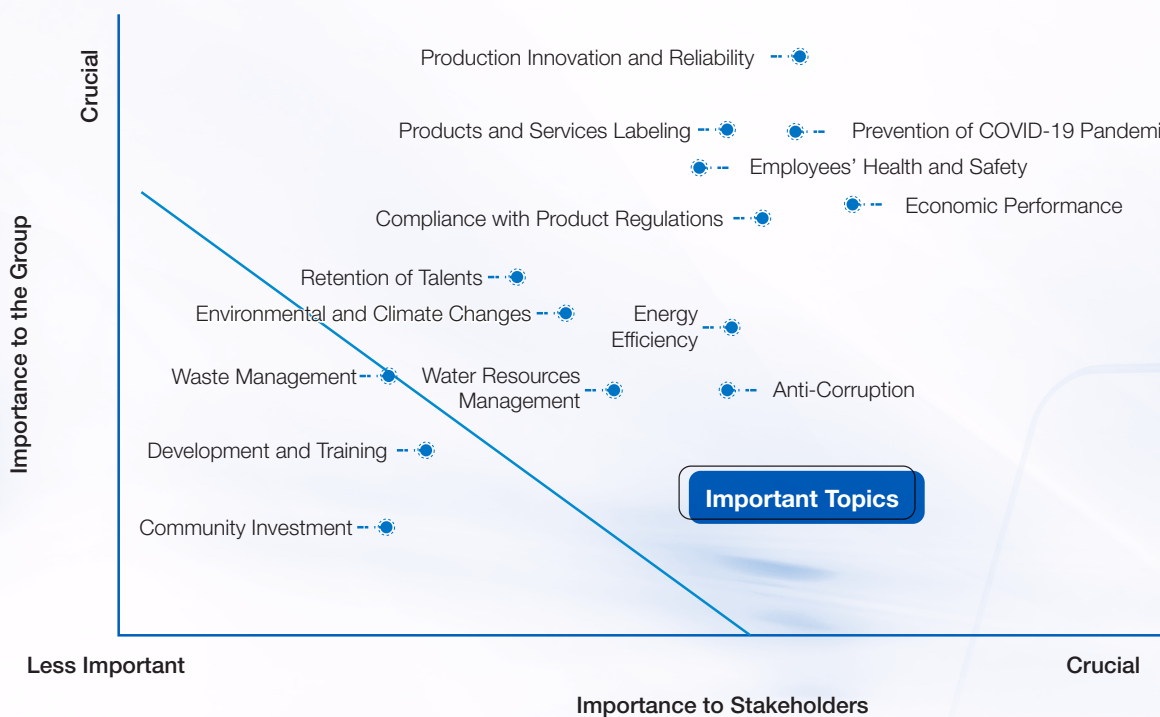 Crucial
Importance to the Group
Production Innovation and Reliability
Products and Services Labeling
Prevention of COVID-19 Pandemi
Employees' Health and Safety
Economic Performance
Compliance with Product Regulations
Retention of Talents
Environmental and Climate Changes
Energy
Efficiency
Waste Management
Water Resources
Management
Anti-Corruption
Development and Training
Important Topics
Community Investment
Less Important
Crucial
Importance to Stakeholders